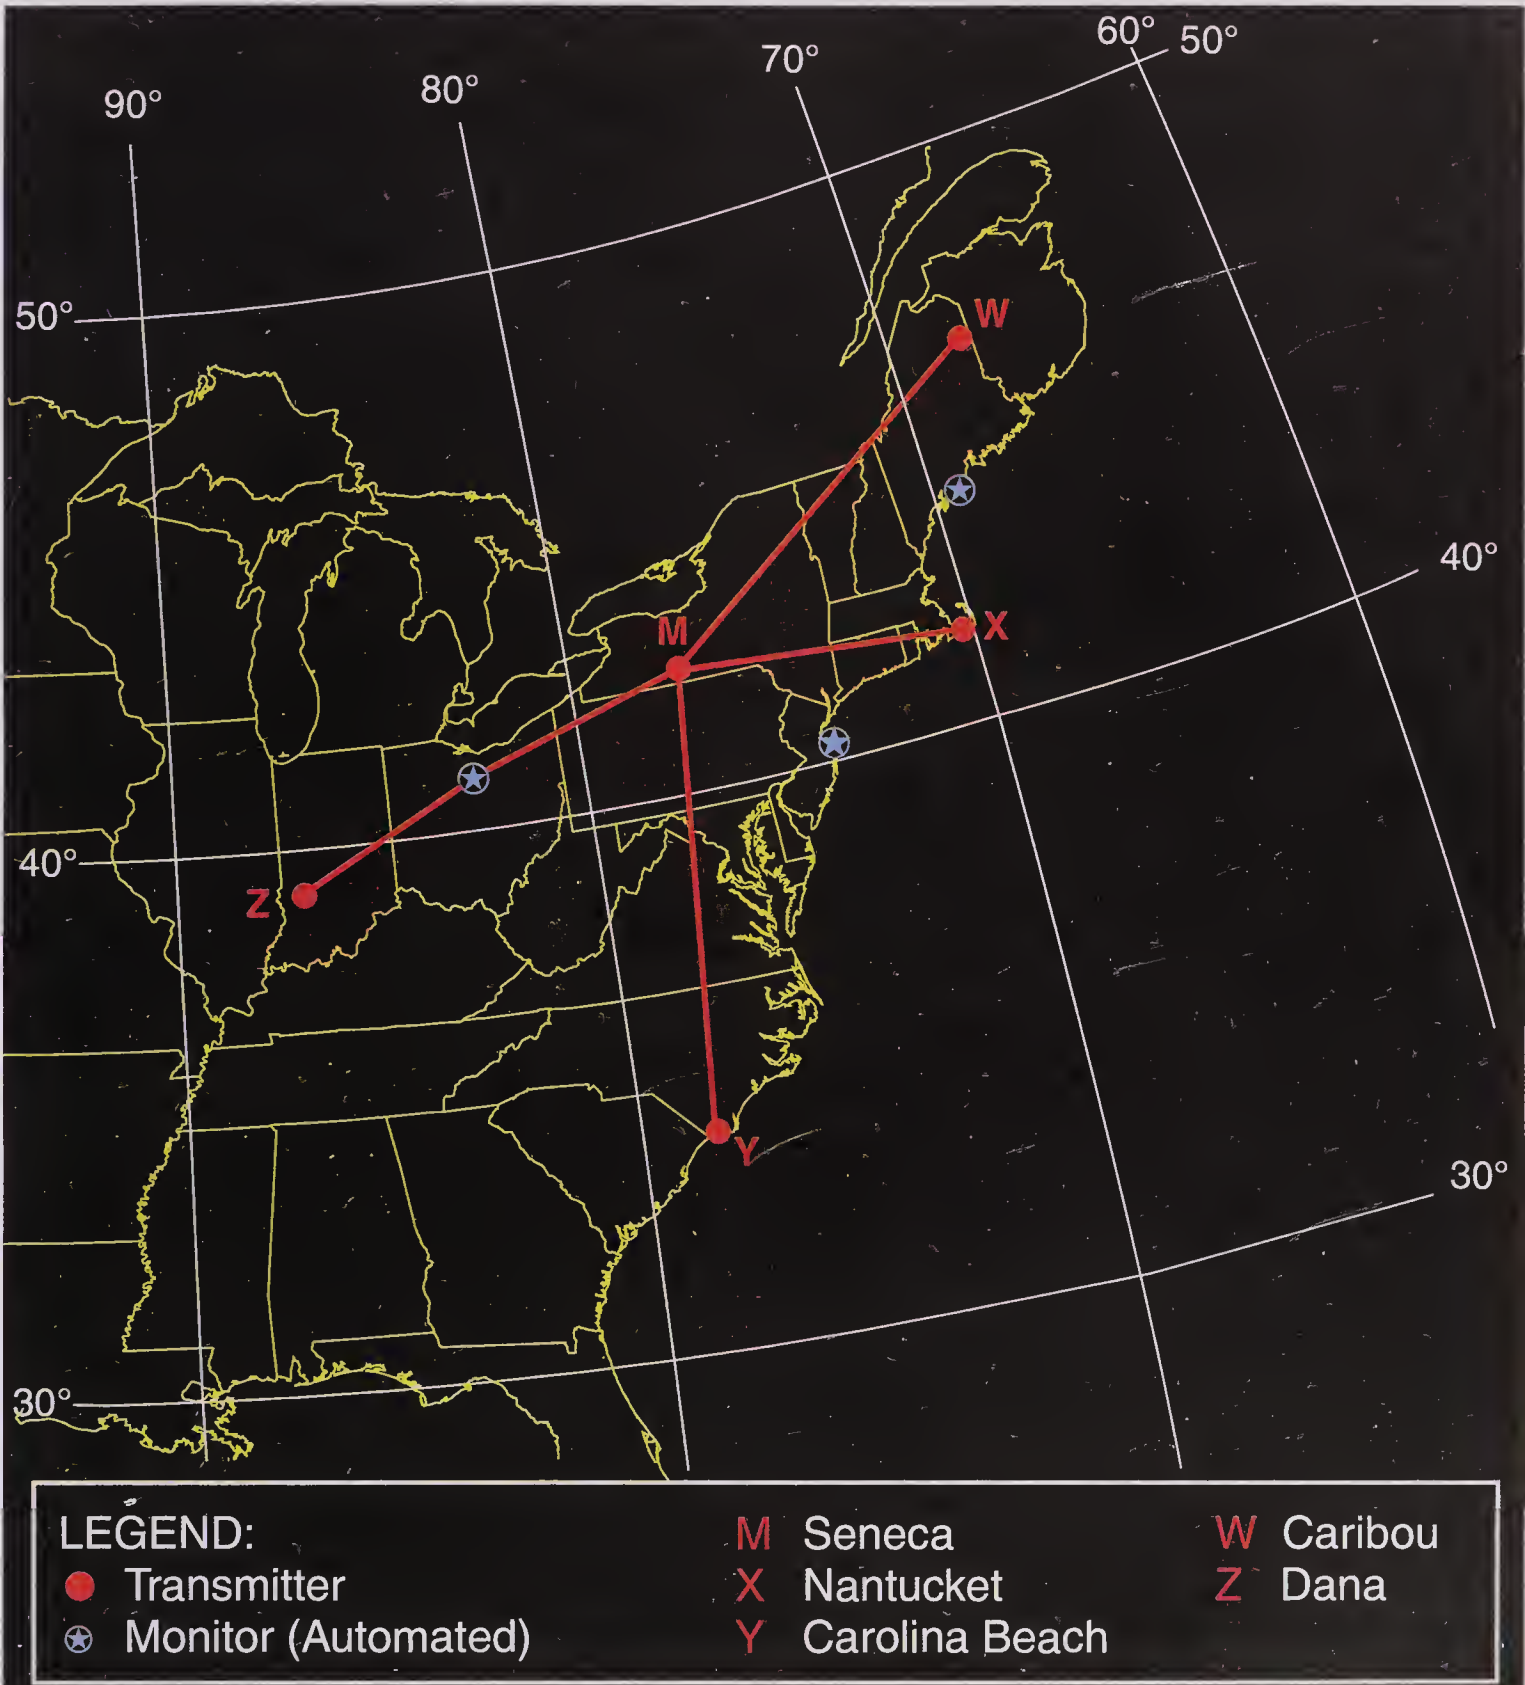 60° 50°
70°
80°
90°
W
50°
40°
M
X
40°
Z
Y
30°
30°
LEGEND:
Transmitter
Monitor (Automated)
M Seneca
X Nantucket
Y Carolina Beach
W Caribou
Z Dana